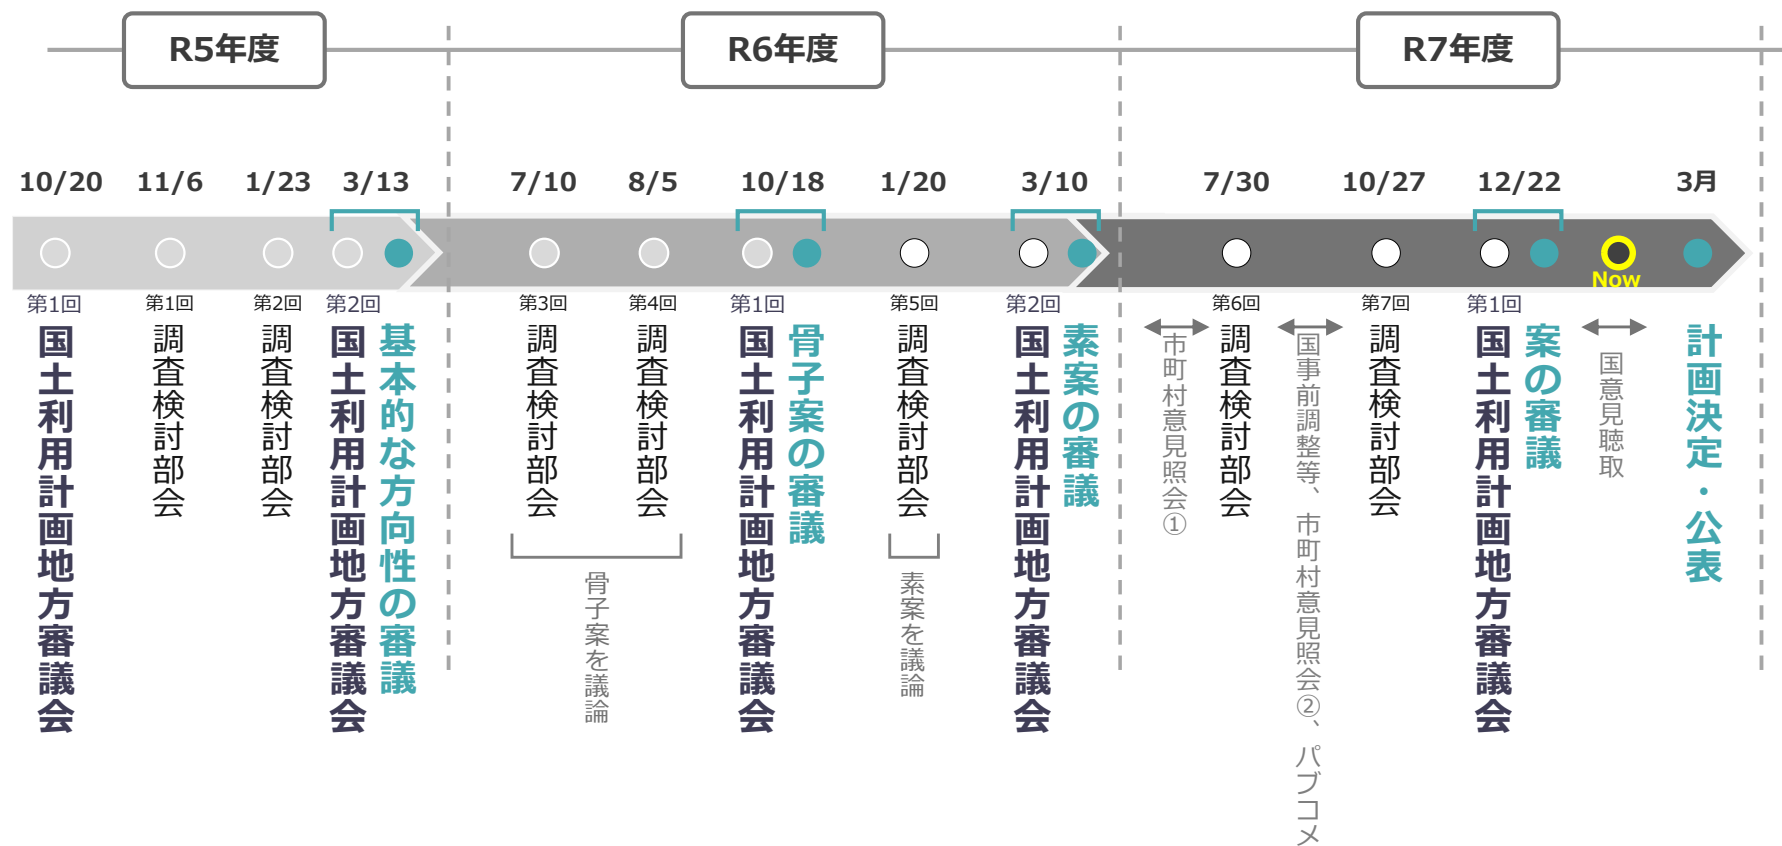 R5年度
R6年度
R7年度
10/20
11/6
1/23
3/13
7/10
8/5
10/18
1/20
3/10
7/30
10/27
12/22
3月
Now
第1回
国土利用計画地方審議会
第1回
調査検討部会
第2回
調査検討部会
第2回
国土利用計画地方審議会
基本的な方向性の審議
第3回
調査検討部会
第4回
調査検討部会
骨子案を議論
第1回
国土利用計画地方審議会
骨子案の審議
第5回
調査検討部会
素案を議論
第2回
国土利用計画地方審議会
素案の審議
市町村意見照会①
第6回
調査検討部会
国事前調整等、市町村意見照会②、パブコメ
第7回
調査検討部会
第1回
国土利用計画地方審議会
案の審議
国意見聴取
計画決定・公表